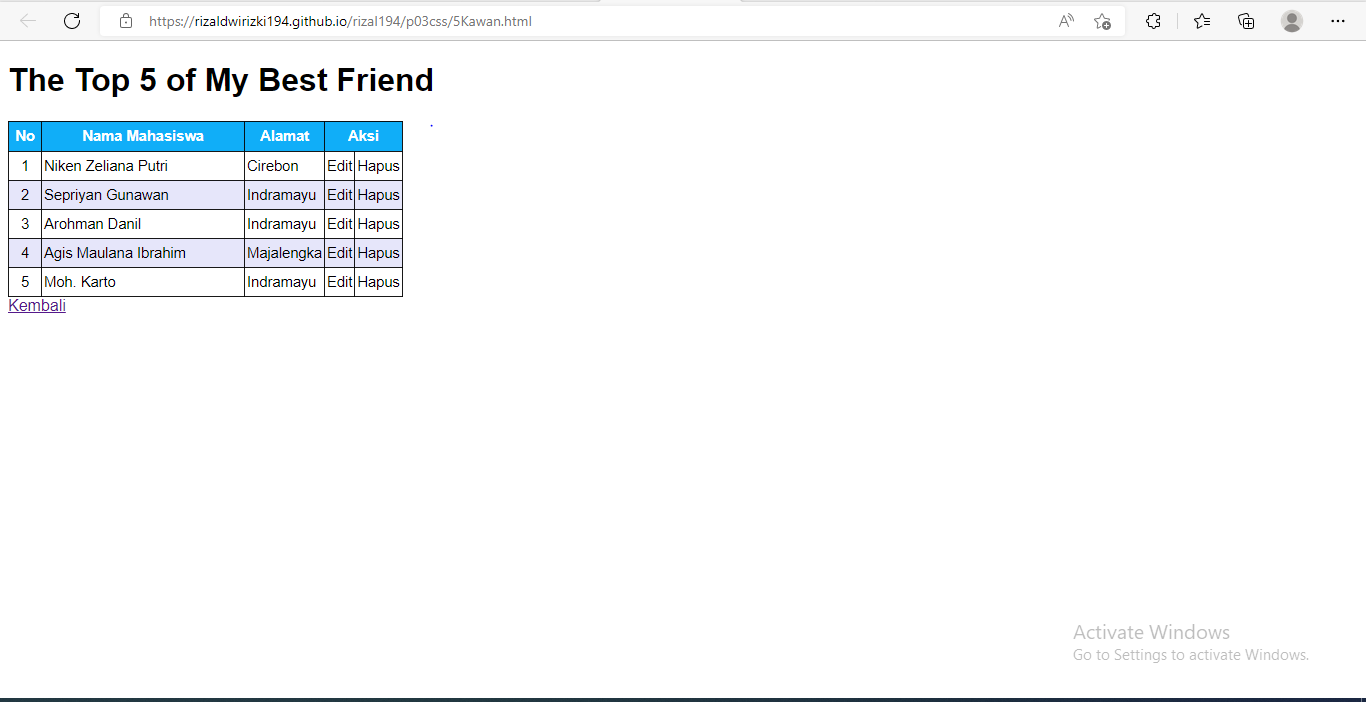 https://rizaldwirizki194.github.io/rizal194/p03css/5Kawan.html
The Top 5 of My Best Friend
No Nama Mahasiswa Alamat Aksi
1 Niken Zeliana Putri Cirebon Edit Hapus
2 Sepriyan Gunawan Indramayu Edit Hapus
3 Arohman Danil Indramayu Edit Hapus
4 Agis Maulana Ibrahim Majalengka Edit Hapus
5 Moh. Karto Indramayu Edit Hapus
Kembali
Activate Windows
Go to Settings to activate Windows.